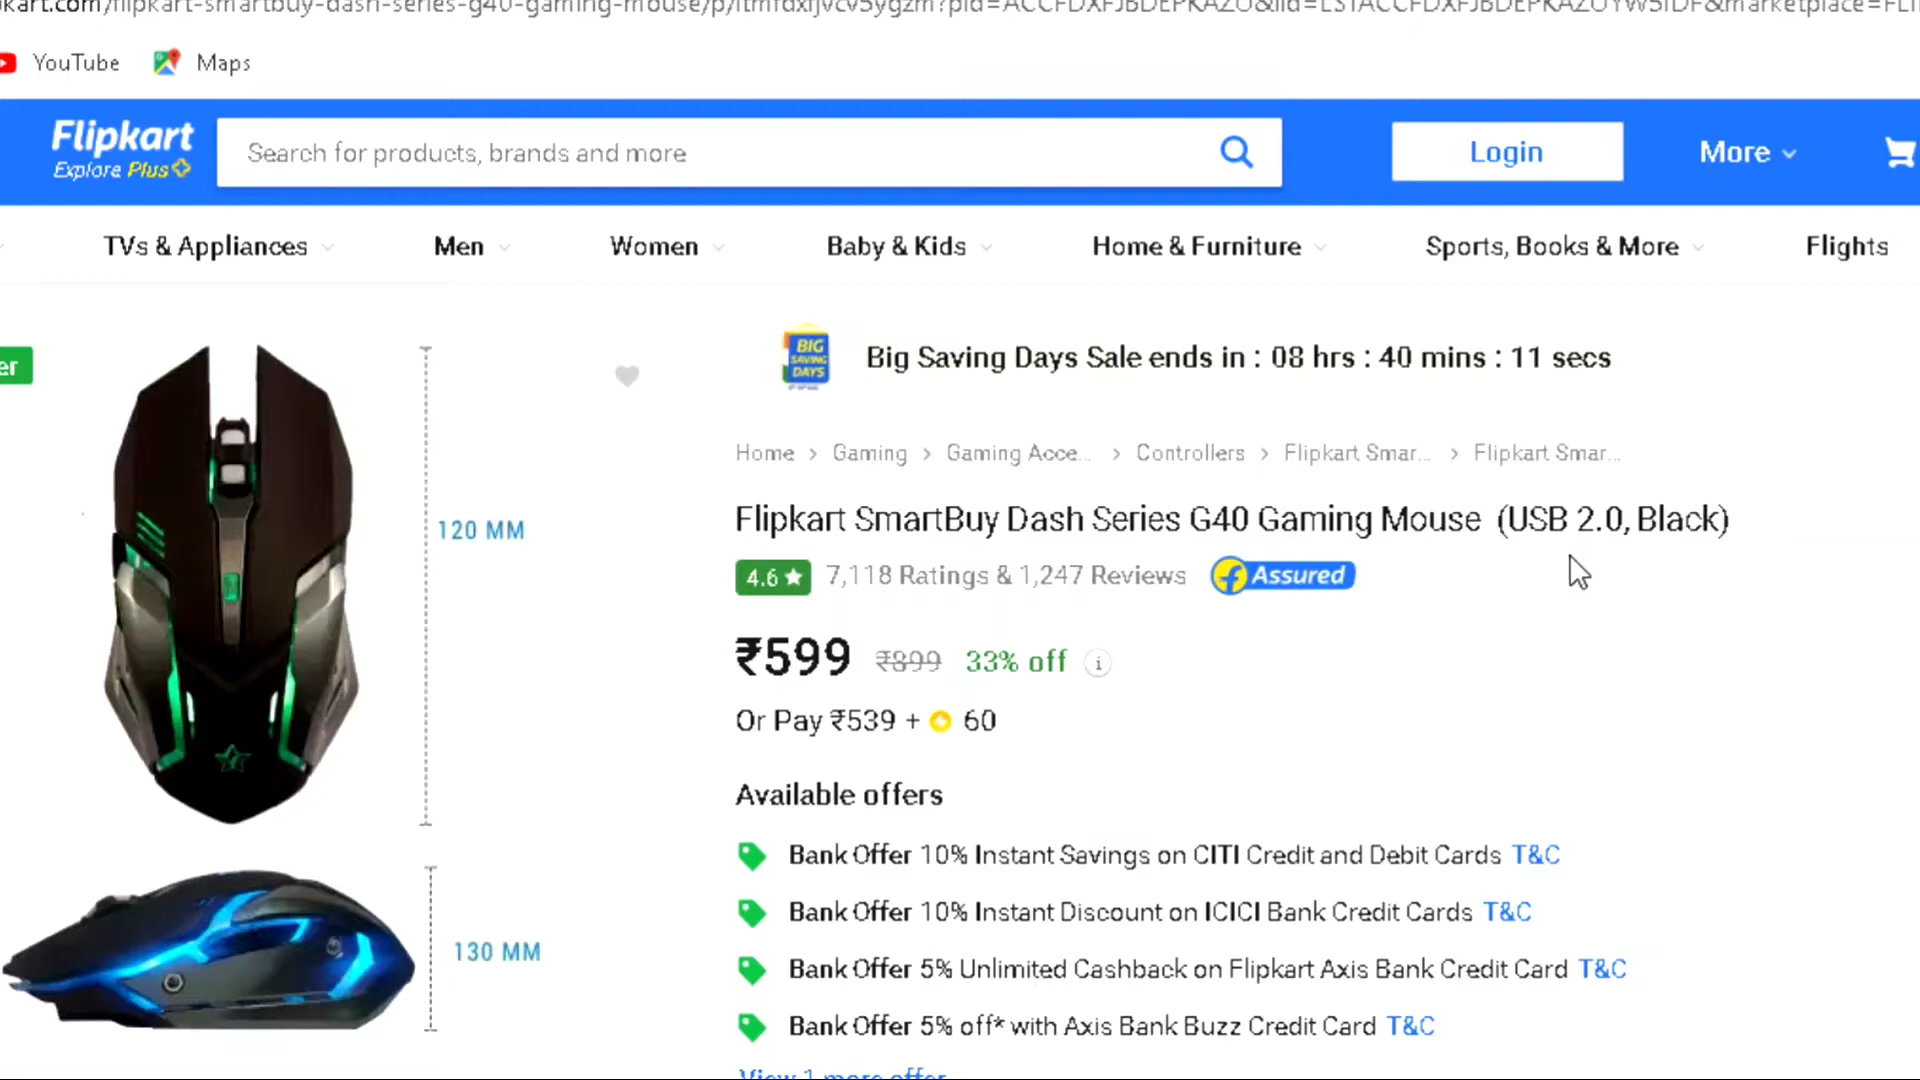 YouTube Maps
Flipkart
Explore Plus
Search for products, brands and more
Login
More
TVs & Appliances Men Women Baby & Kids Home & Furniture Sports, Books & More Flights
er
BIG SAVING DAYS
Big Saving Days Sale ends in : 08 hrs : 40 mins : 11 secs
Home > Gaming > Gaming Acce... > Controllers > Flipkart Smar... > Flipkart Smar...
Flipkart SmartBuy Dash Series G40 Gaming Mouse (USB 2.0, Black)
4.6 ★ 7,118 Ratings & 1,247 Reviews Assured
₹599 ₹899 33% off i
Or Pay ₹539 + 60
120 MM
130 MM
Available offers
Bank Offer 10% Instant Savings on CITI Credit and Debit Cards T&C
Bank Offer 10% Instant Discount on ICICI Bank Credit Cards T&C
Bank Offer 5% Unlimited Cashback on Flipkart Axis Bank Credit Card T&C
Bank Offer 5% off* with Axis Bank Buzz Credit Card T&C
View 1 more offer